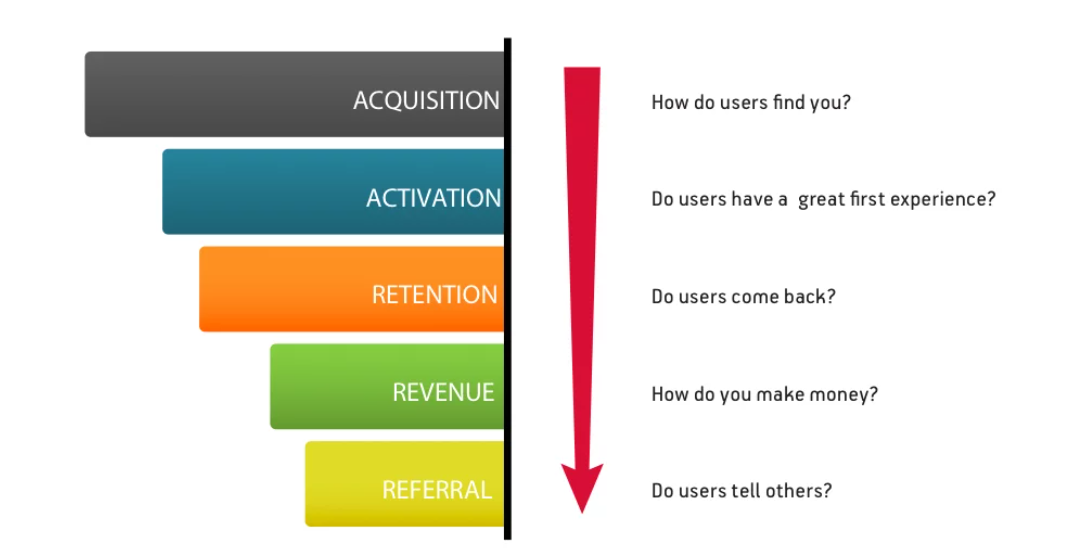 ACQUISITION How do users find you?
ACTIVATION Do users have a great first experience?
RETENTION Do users come back?
REVENUE How do you make money?
REFERRAL Do users tell others?